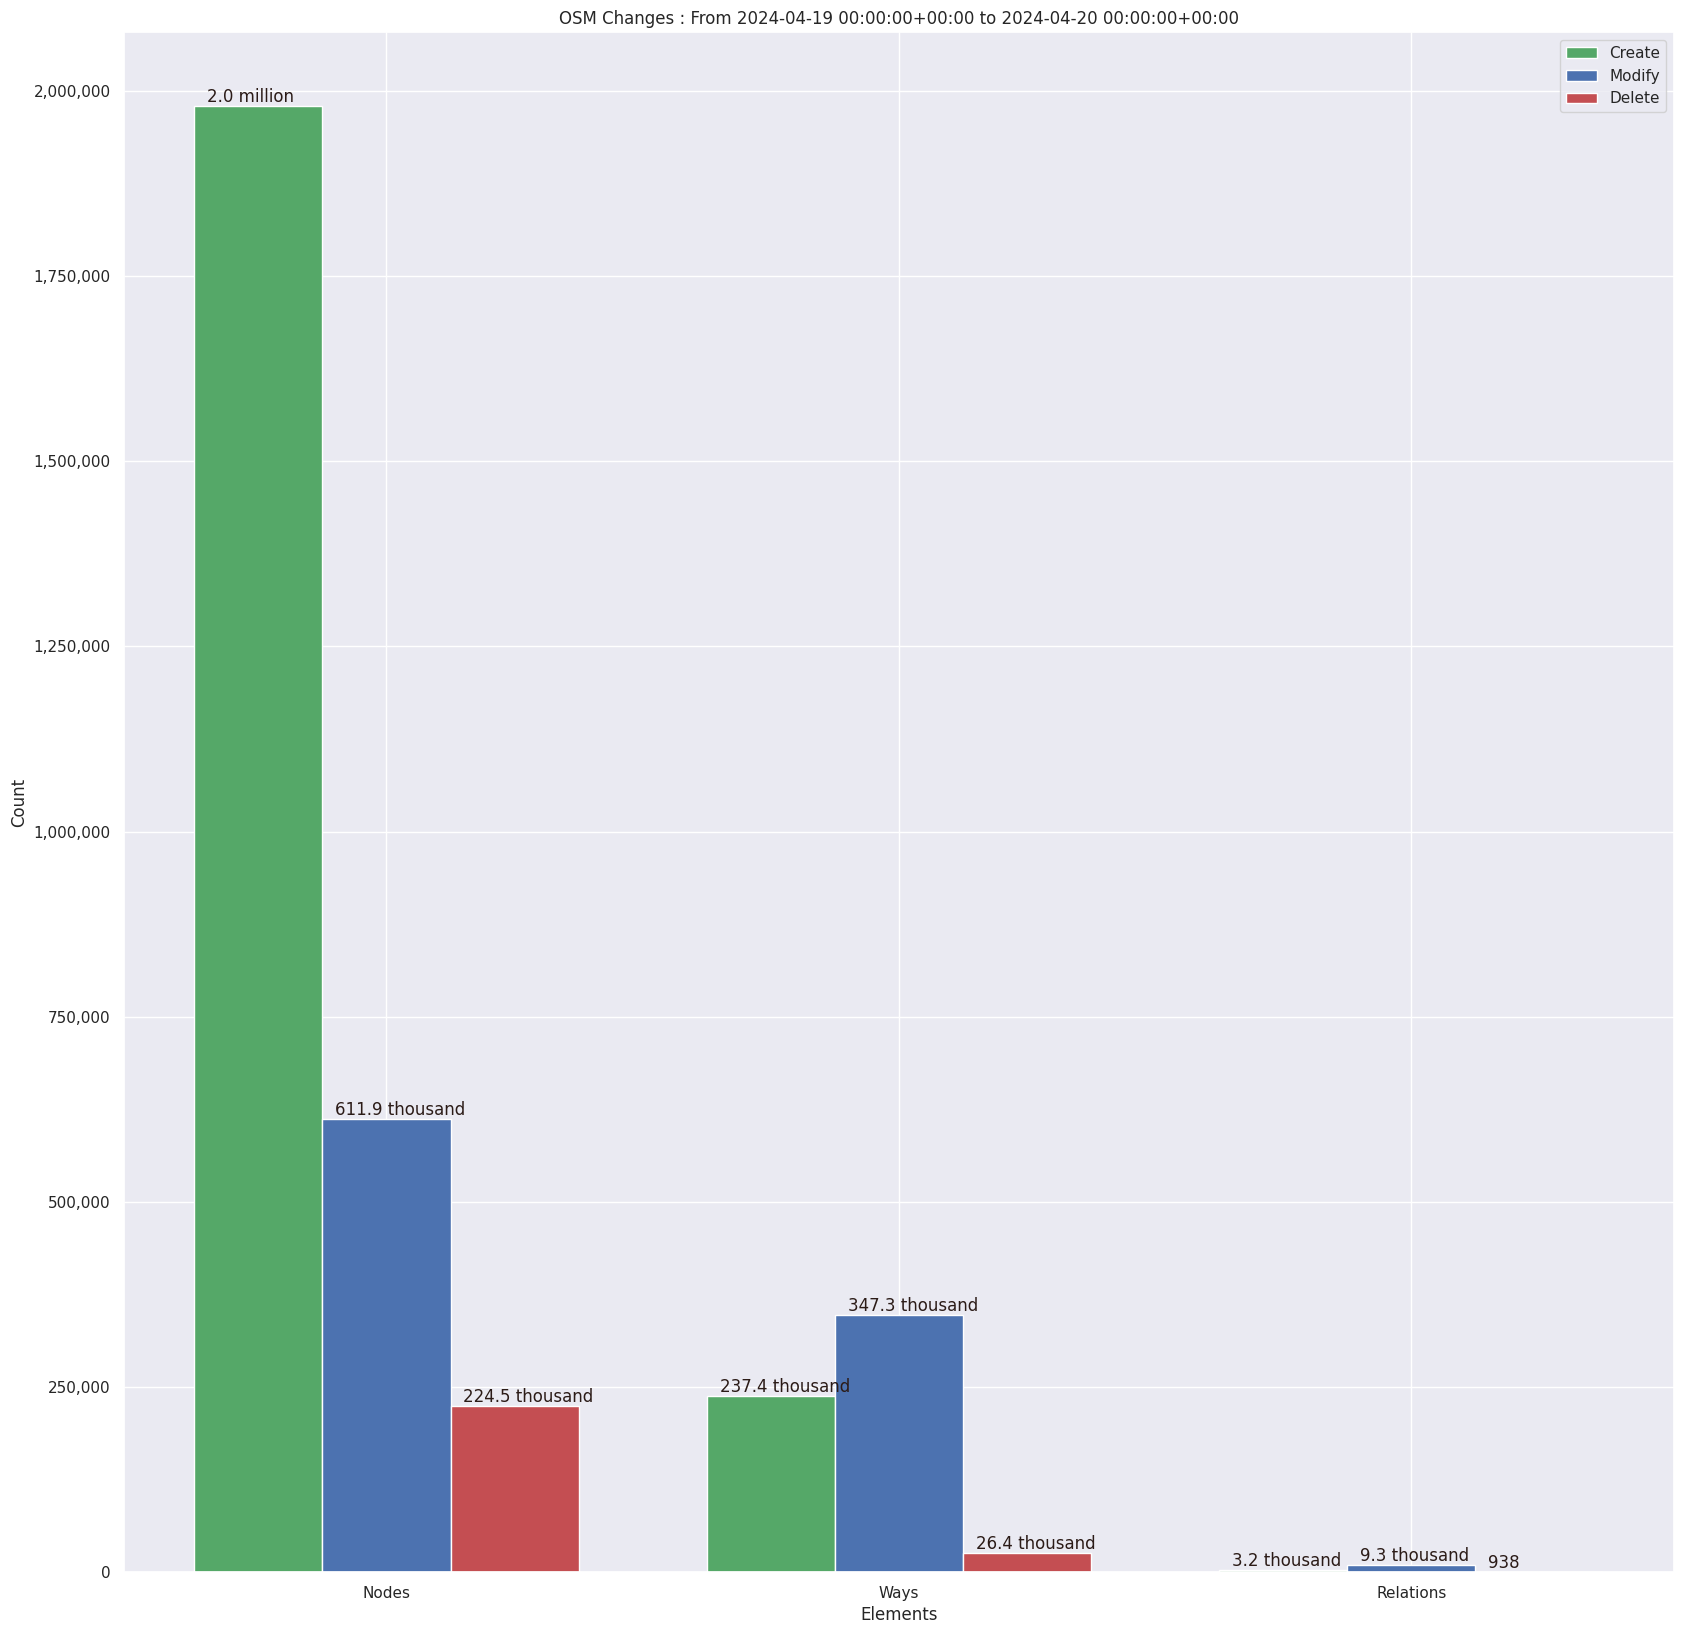 OSM Changes : From 2024-04-19 00:00:00+00:00 to 2024-04-20 00:00:00+00:00
Create
Modify
Delete
2,000,000
1,750,000
1,500,000
1,250,000
1,000,000
750,000
500,000
250,000
0
Count
2.0 million
611.9 thousand
224.5 thousand
237.4 thousand
347.3 thousand
26.4 thousand
3.2 thousand
9.3 thousand
938
Nodes
Ways
Relations
Elements